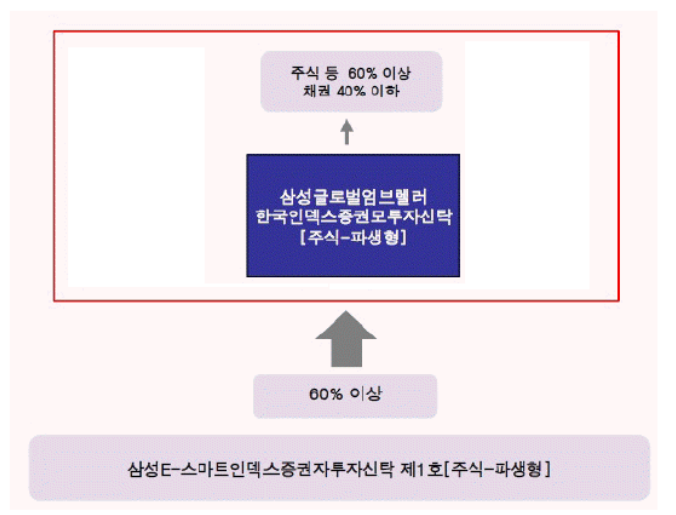 주식 등 60% 이상
채권 40% 이하
삼성글로벌엄브렐러
한국인덱스증권모투자신탁
[주식-파생형]
60% 이상
삼성E-스마트인덱스증권자투자신탁 제1호[주식-파생형]